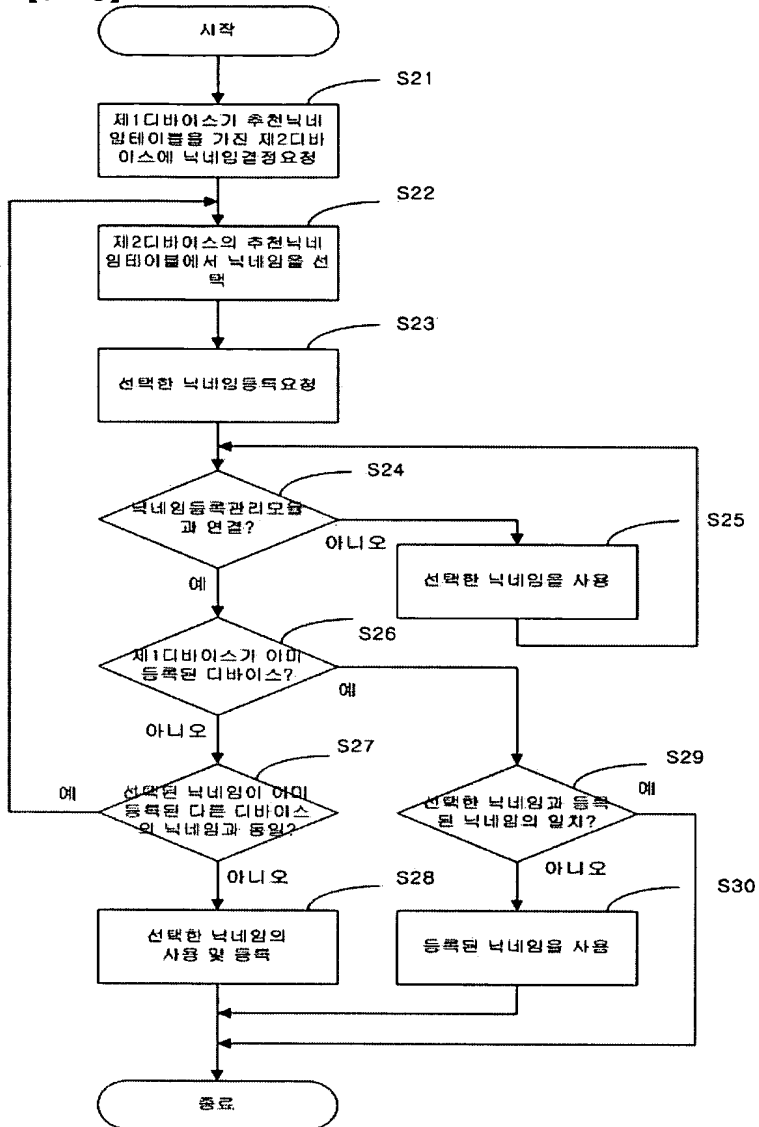 시작
S21
제1디바이스가 추천닉네
임테이블을 가진 제2디바
이스에 닉네임결정요청
S22
제2디바이스의 추천닉네
임테이블에서 닉네임을 선
택
S23
선택한 닉네임등록요청
S24
닉네임등록관리모듈
과 연결?
아니오
S25
선택한 닉네임을 사용
예
S26
제1디바이스가 이미
등록된 디바이스?
예
아니오
S27
선택된 닉네임이 이미
등록된 다른 디바이스
의 닉네임과 동일?
예
S29
선택한 닉네임과 등록
된 닉네임의 일치?
예
아니오
아니오
S28
선택한 닉네임의
사용 및 등록
S30
등록된 닉네임을 사용
종료